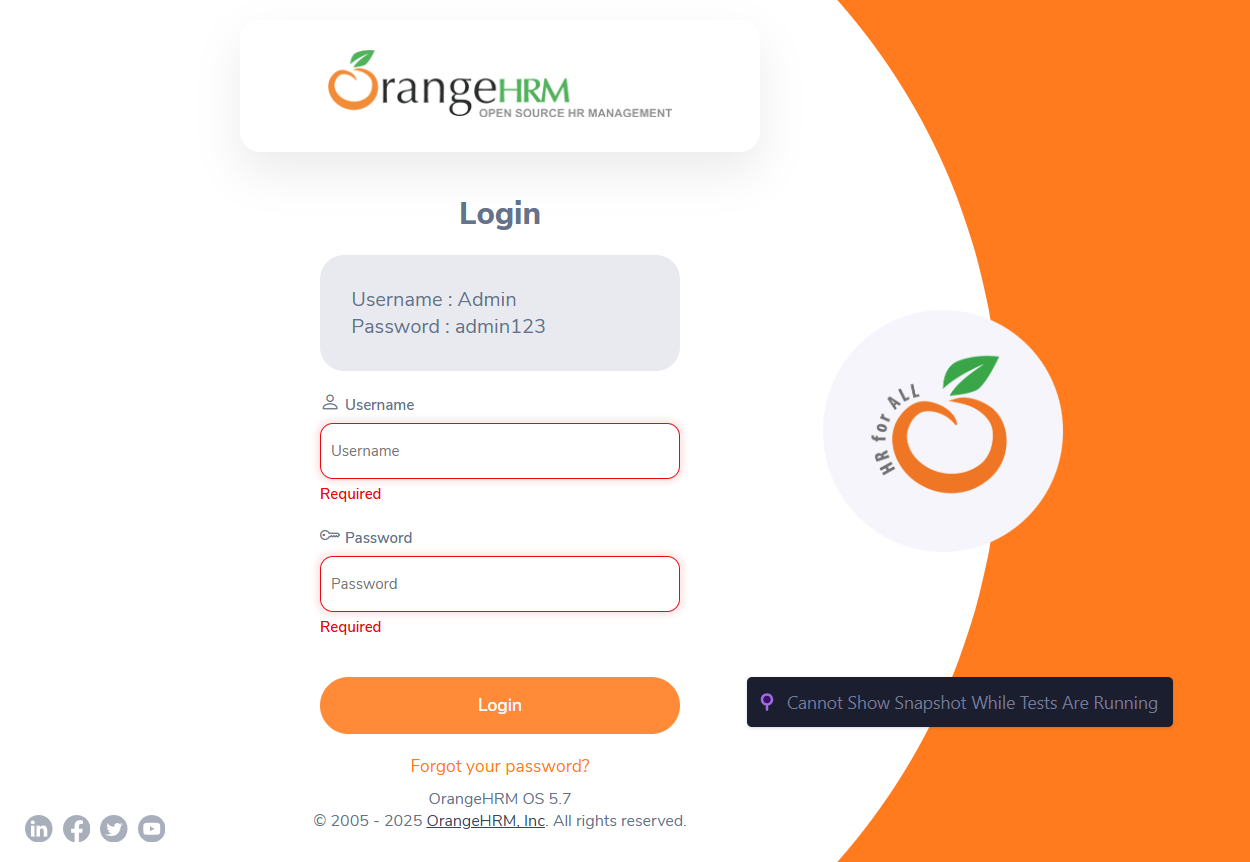 OrangeHRM
OPEN SOURCE HR MANAGEMENT
Login
Username : Admin
Password : admin123
Username
Username
Required
Password
Password
Required
Login
Forgot your password?
OrangeHRM OS 5.7
© 2005 - 2025 OrangeHRM, Inc. All rights reserved.
HR for ALL
Cannot Show Snapshot While Tests Are Running
in